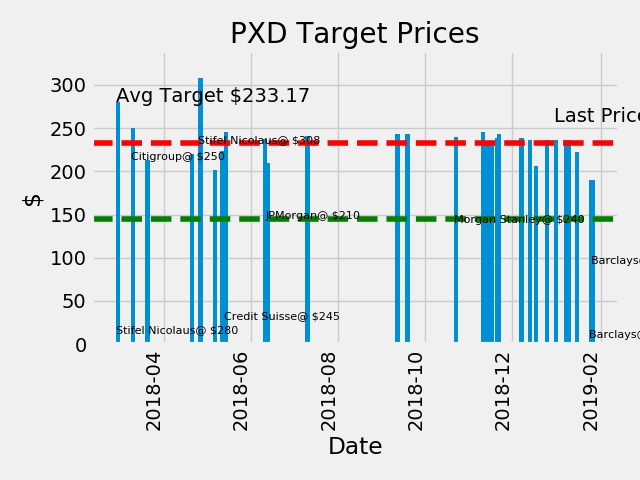 PXD Target Prices
$
300
250
200
150
100
50
0
Avg Target $233.17
Last Price
Stifel Nicolaus@ $308
Citigroup@ $250
JPMorgan@ $210
Morgan Stanley@ $240
Barclays@
Credit Suisse@ $245
Stifel Nicolaus@ $280
Barclays@
2018-04
2018-06
2018-08
2018-10
2018-12
2019-02
Date